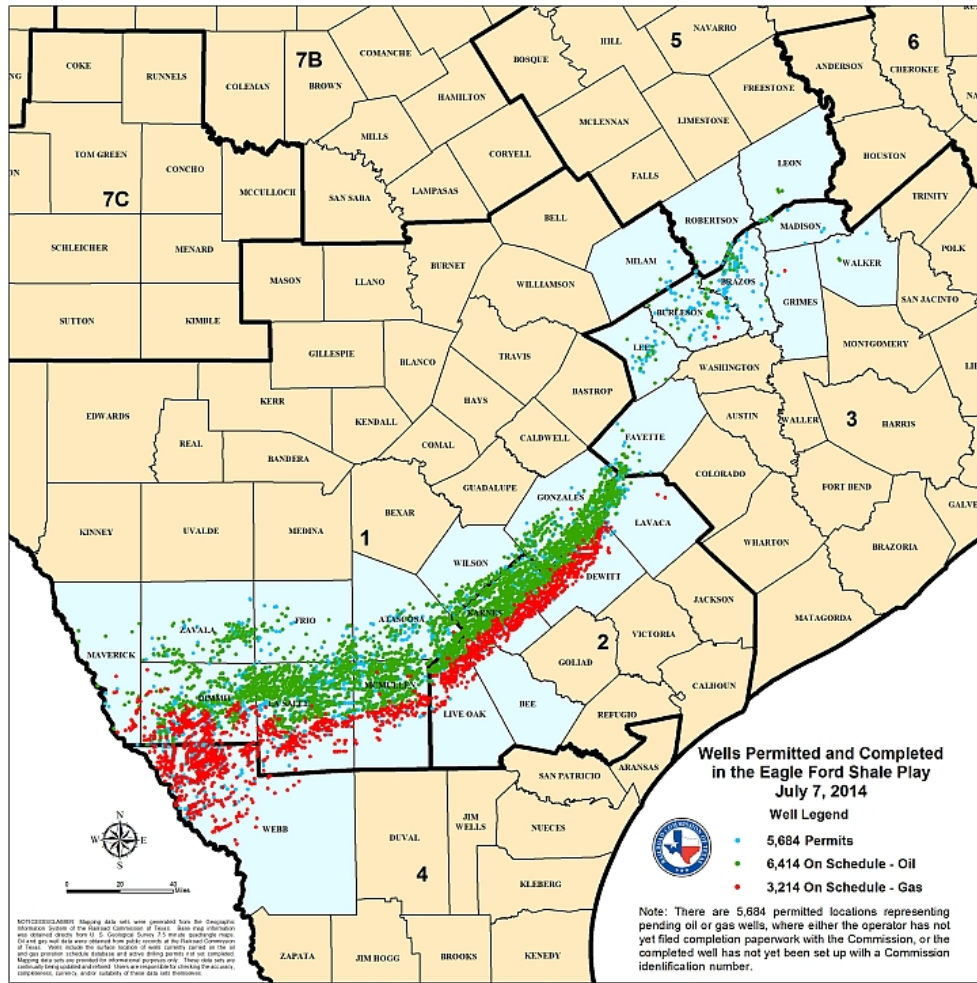 5
6
7B
NAVARRO
HILL
COMANCHE
BOSQUE
COKE
RUNNELS
COLEMAN
BROWN
ANDERSON
CHEROKEE
HAMILTON
FREESTONE
MCLENNAN
LIMESTONE
MILLS
CORYELL
HOUSTON
TOM GREEN
CONCHO
LEON
FALLS
MCCULLOCH
SAN SABA
LAMPASAS
TRINITY
7C
BELL
ROBERTSON
MADISON
SCHLEICHER
MENARD
POLK
MILAM
WALKER
BURNET
MASON
LLANO
BRAZOS
WILLIAMSON
GRIMES
SAN JACINTO
BURLESON
SUTTON
KIMBLE
MONTGOMERY
LEE
GILLESPIE
TRAVIS
BLANCO
WASHINGTON
BASTROP
KERR
HAYS
EDWARDS
AUSTIN
WALLER
3
HARRIS
KENDALL
REAL
FAYETTE
CALDWELL
COMAL
BANDERA
COLORADO
GUADALUPE
FORT BEND
GONZALES
BEXAR
LAVACA
KINNEY
UVALDE
MEDINA
1
WHARTON
BRAZORIA
WILSON
DEWITT
JACKSON
KARNES
MATAGORDA
ZAVALA
FRIO
ATASCOSA
2
VICTORIA
MAVERICK
GOLIAD
DIMMIT
LA SALLE
MCMULLEN
CALHOUN
LIVE OAK
BEE
REFUGIO
ARANSAS
SAN PATRICIO
WEBB
DUVAL
JIM
WELLS
NUECES
4
KLEBERG
ZAPATA
JIM HOGG
BROOKS
KENEDY
Wells Permitted and Completed
in the Eagle Ford Shale Play
July 7, 2014
Well Legend
5,684 Permits
6,414 On Schedule - Oil
3,214 On Schedule - Gas
Note: There are 5,684 permitted locations representing
pending oil or gas wells, where either the operator has not
yet filed completion paperwork with the Commission, or the
completed well has not yet been set up with a Commission
identification number.
N
W E
S
0 20 40
Miles